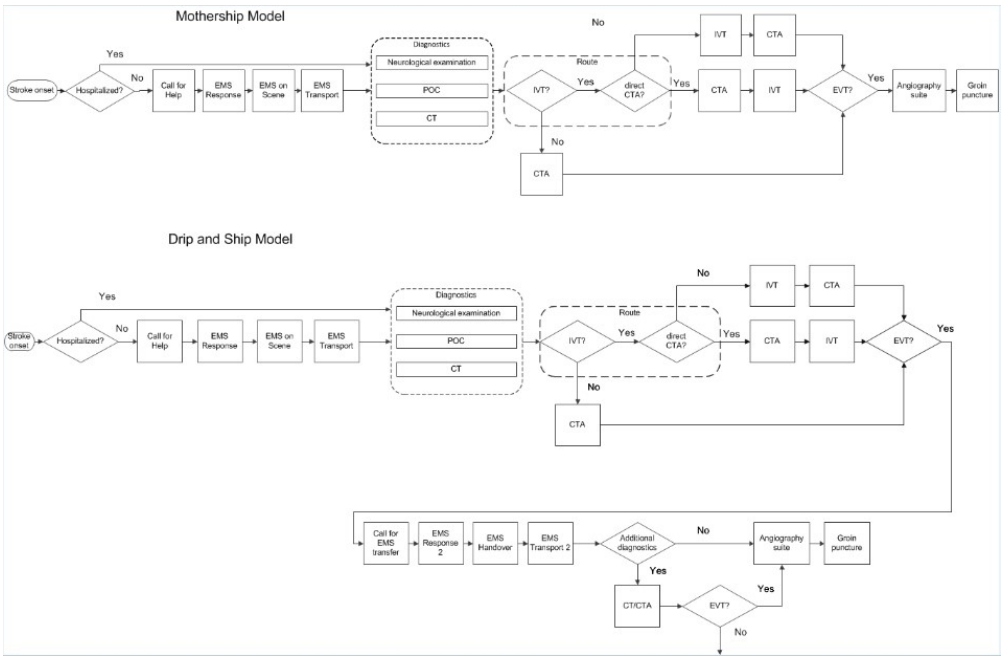 Mothership Model
Stroke onset
Hospitalized?
Yes
No
Call for
Help
EMS
Response
EMS on
Scene
EMS
Transport
Diagnostics
Neurological examination
POC
CT
Route
IVT?
Yes
No
direct
CTA?
No
Yes
IVT
CTA
CTA
IVT
CTA
EVT?
Yes
Angiography
suite
Groin
puncture
Drip and Ship Model
Stroke
onset
Hospitalized?
Yes
No
Call for
Help
EMS
Response
EMS on
Scene
EMS
Transport
Diagnostics
Neurological examination
POC
CT
Route
IVT?
Yes
No
direct
CTA?
No
Yes
IVT
CTA
CTA
IVT
CTA
EVT?
Yes
Call for
EMS
transfer
EMS
Response
2
EMS
Handover
EMS
Transport 2
Additional
diagnostics
No
Yes
CT/CTA
EVT?
Yes
No
Angiography
suite
Groin
puncture